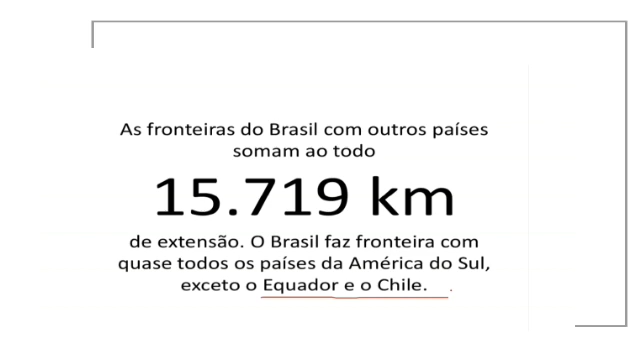 As fronteiras do Brasil com outros países
somam ao todo
15.719 km
de extensão. O Brasil faz fronteira com
quase todos os países da América do Sul,
exceto o Equador e o Chile.